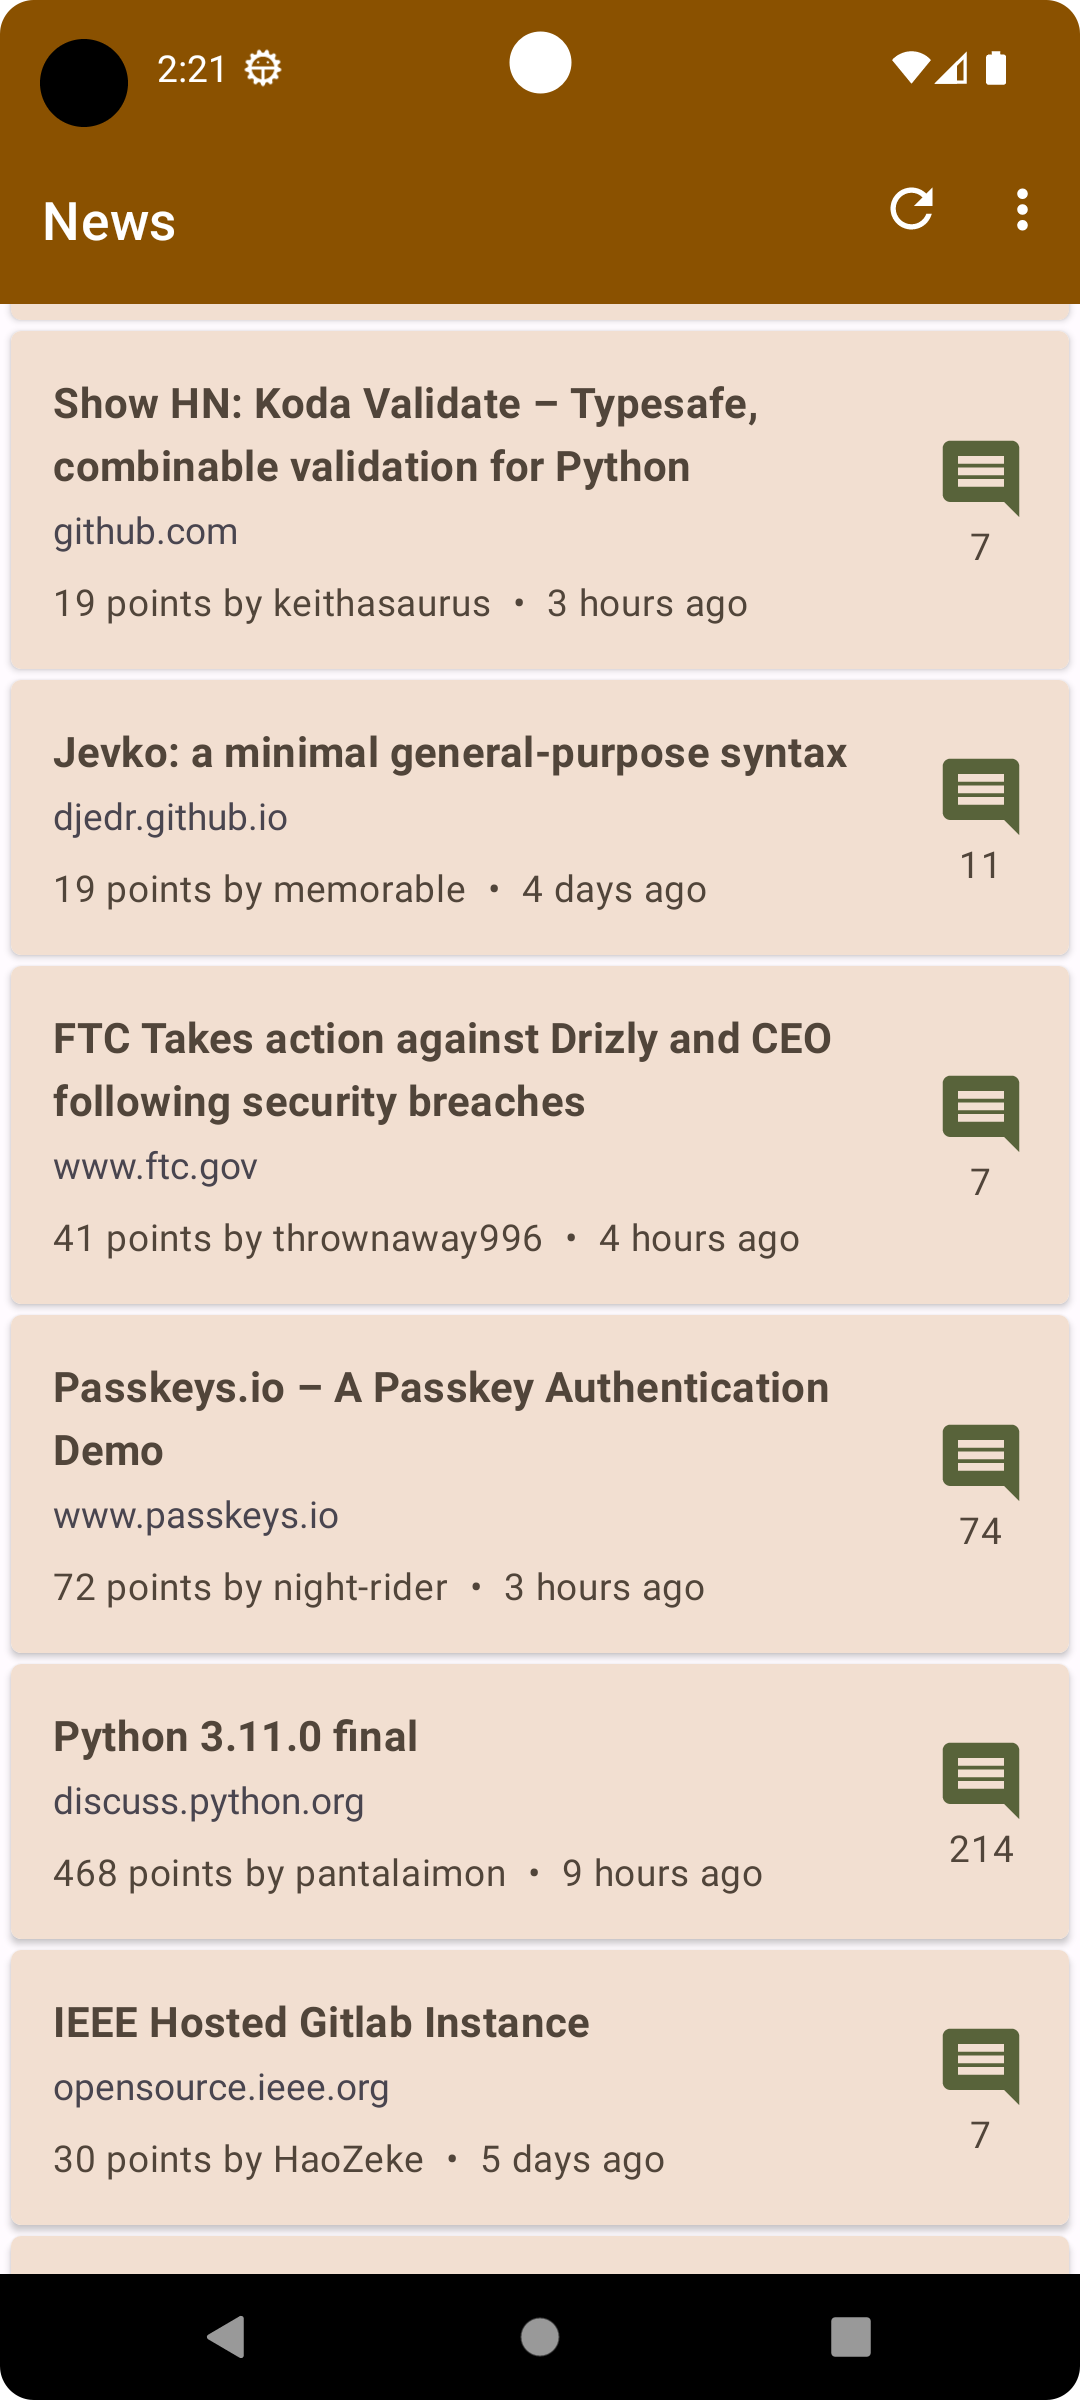 2:21
News
Show HN: Koda Validate – Typesafe,
combinable validation for Python
github.com
7
19 points by keithasaurus • 3 hours ago
Jevko: a minimal general-purpose syntax
djedr.github.io
11
19 points by memorable • 4 days ago
FTC Takes action against Drizly and CEO
following security breaches
www.ftc.gov
7
41 points by thrownaway996 • 4 hours ago
Passkeys.io – A Passkey Authentication
Demo
www.passkeys.io
74
72 points by night-rider • 3 hours ago
Python 3.11.0 final
discuss.python.org
214
468 points by pantalaimon • 9 hours ago
IEEE Hosted Gitlab Instance
opensource.ieee.org
7
30 points by HaoZeke • 5 days ago